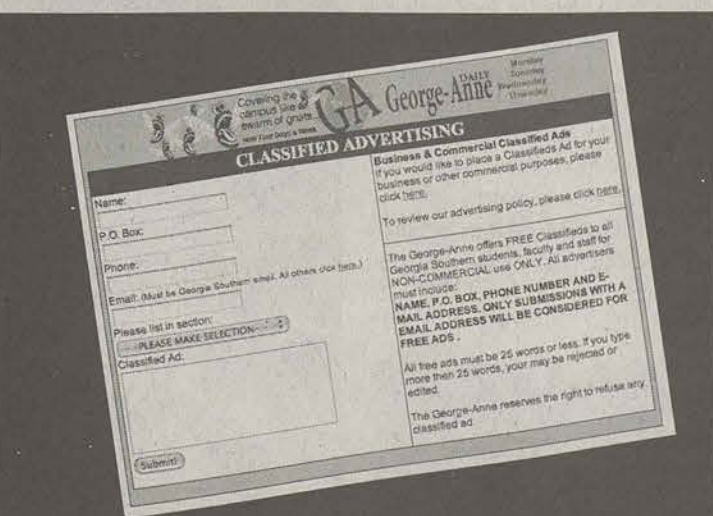 Covering the
campus like a
swarm of gnats
Now Four Days a Week
GA
DAILY
George-Anne
Monday
Tuesday
Wednesday
Thursday
CLASSIFIED ADVERTISING
Name:
P.O. Box:
Phone:
Email: (Must be Georgia Southern email. All others click here.)
Please list in section:
--PLEASE MAKE SELECTION--
Classified Ad:
Submit!
Business & Commercial Classified Ads
If you would like to place a Classifieds Ad for your
business or other commercial purposes, please
click here.
To review our advertising policy, please click here.
The George-Anne offers FREE Classifieds to all
Georgia Southern students, faculty and staff for
NON-COMMERCIAL use ONLY. All advertisers
must include:
NAME, P.O. BOX, PHONE NUMBER AND E-
MAIL ADDRESS. ONLY SUBMISSIONS WITH A
EMAIL ADDRESS WILL BE CONSIDERED FOR
FREE ADS .
All free ads must be 25 words or less. If you type
more then 25 words, your may be rejected or
edited.
The George-Anne reserves the right to refuse any
classified ad.